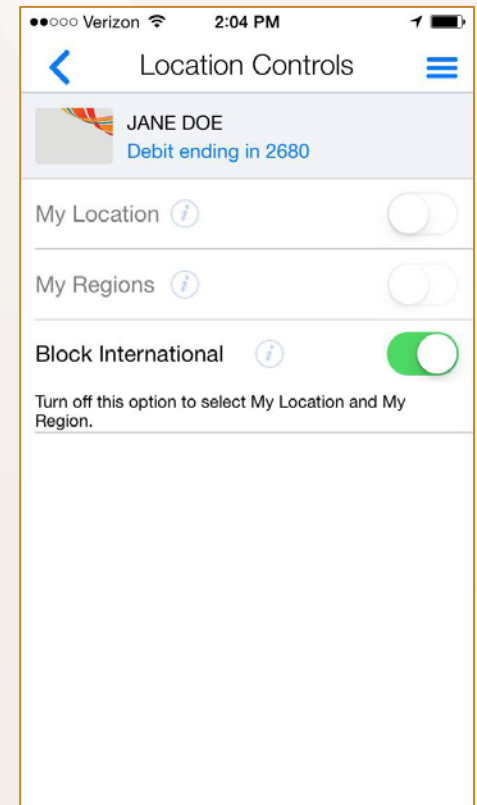 Verizon 2:04 PM
Location Controls
JANE DOE
Debit ending in 2680
My Location i
My Regions i
Block International i
Turn off this option to select My Location and My
Region.